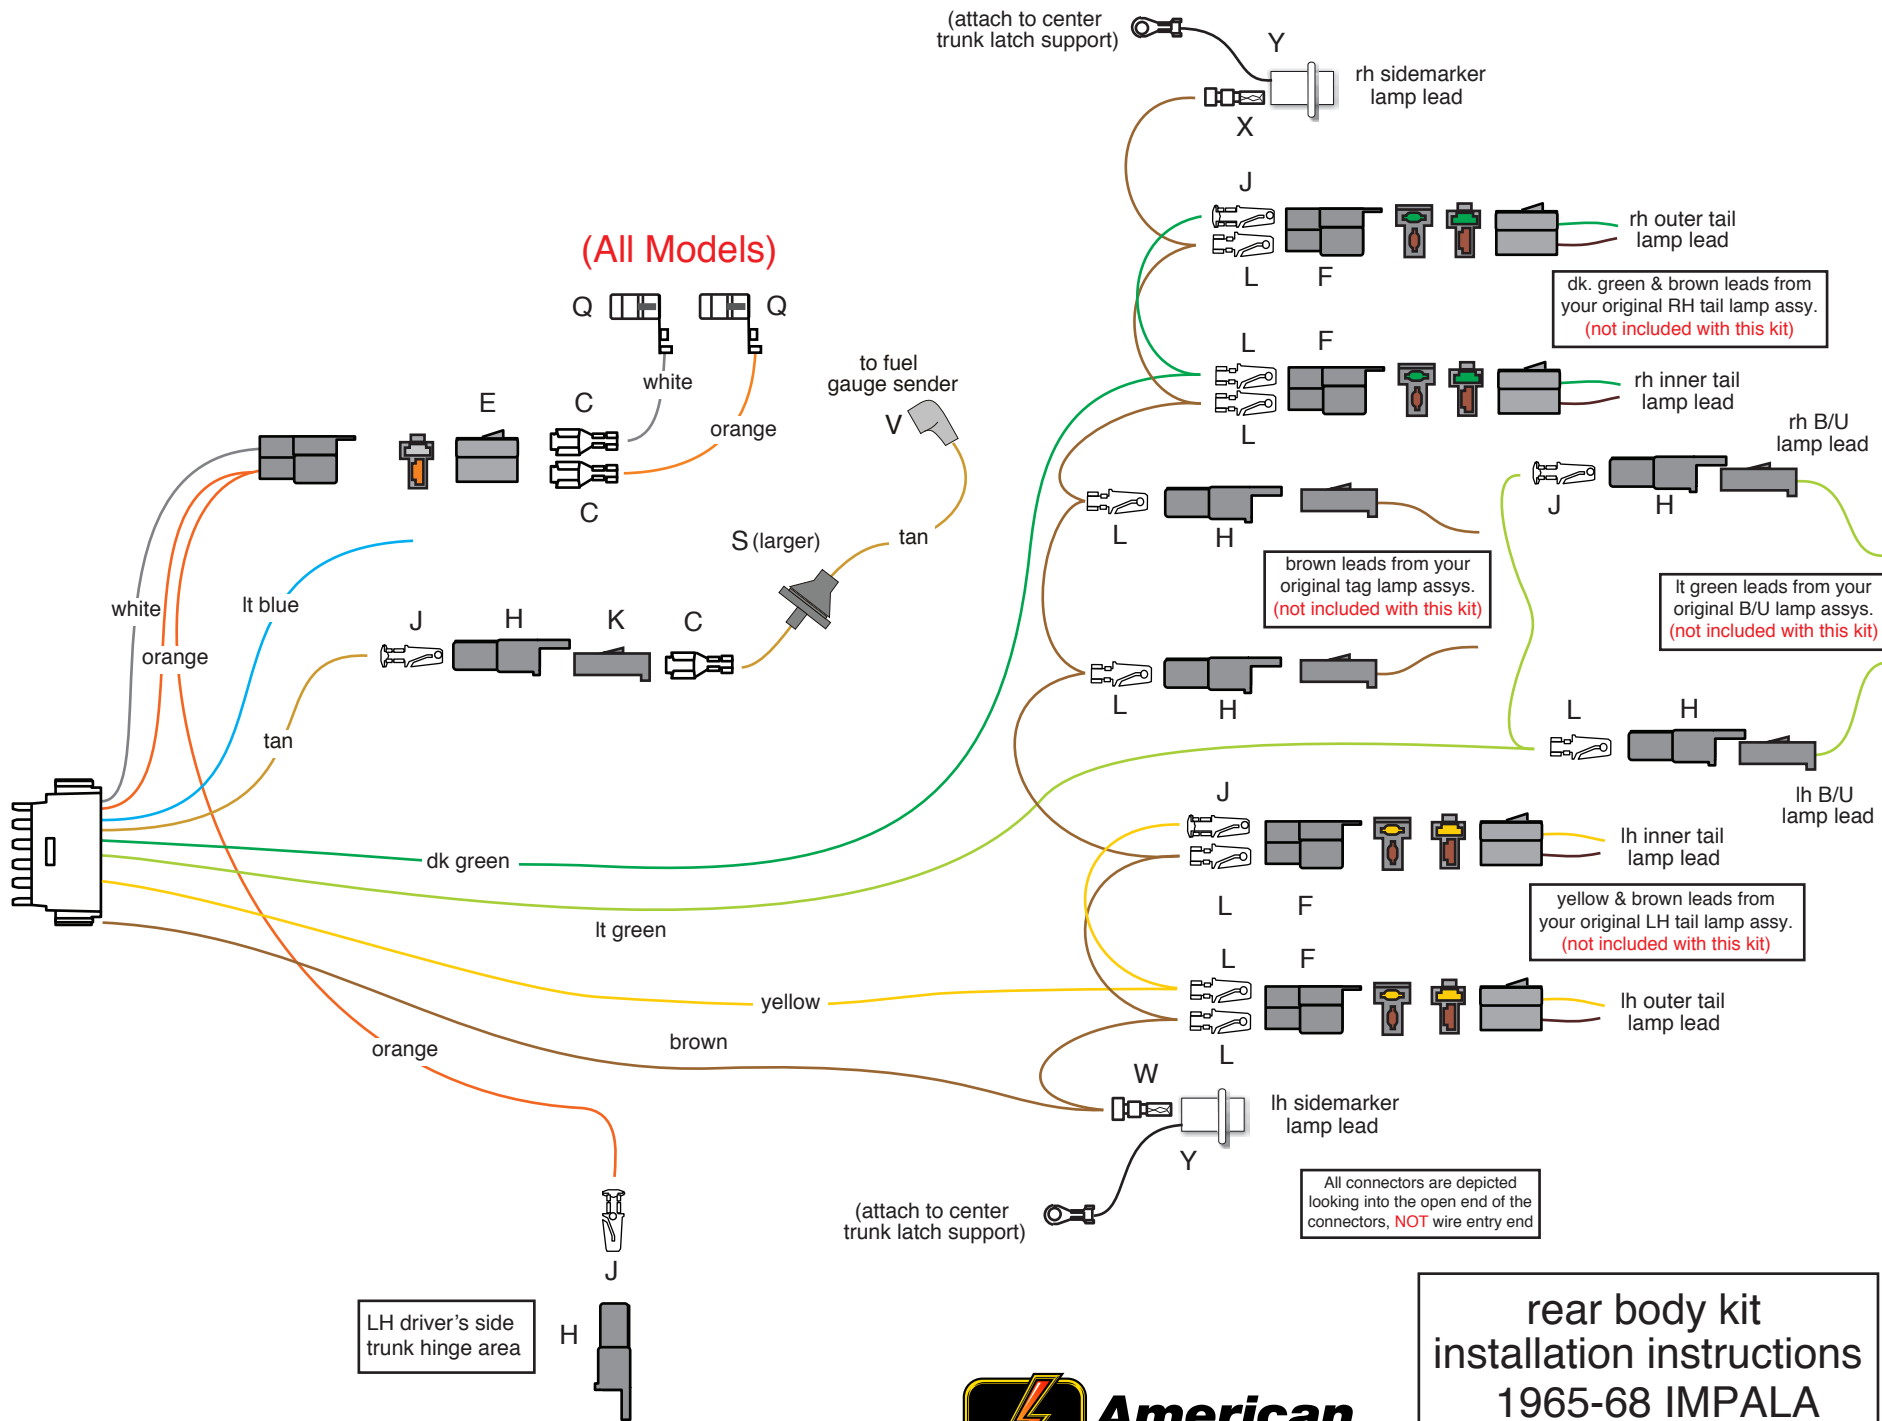 (attach to center
trunk latch support)
Y
rh sidemarker
lamp lead
X
J
rh outer tail
lamp lead
L
F
dk. green & brown leads from
your original RH tail lamp assy.
(not included with this kit)
(All Models)
Q
Q
white
orange
to fuel
gauge sender
V
L
F
rh inner tail
lamp lead
L
E
C
C
rh B/U
lamp lead
J
H
S (larger)
tan
L
H
brown leads from your
original tag lamp assys.
(not included with this kit)
lt green leads from your
original B/U lamp assys.
(not included with this kit)
white
lt blue
orange
J
H
K
C
L
H
L
H
tan
lh B/U
lamp lead
J
lh inner tail
lamp lead
dk green
L
F
yellow & brown leads from
your original LH tail lamp assy.
(not included with this kit)
lt green
L
F
yellow
lh outer tail
lamp lead
brown
orange
L
W
lh sidemarker
lamp lead
Y
(attach to center
trunk latch support)
All connectors are depicted
looking into the open end of the
connectors, NOT wire entry end
J
LH driver's side
trunk hinge area
H
rear body kit
installation instructions
1965-68 IMPALA
American